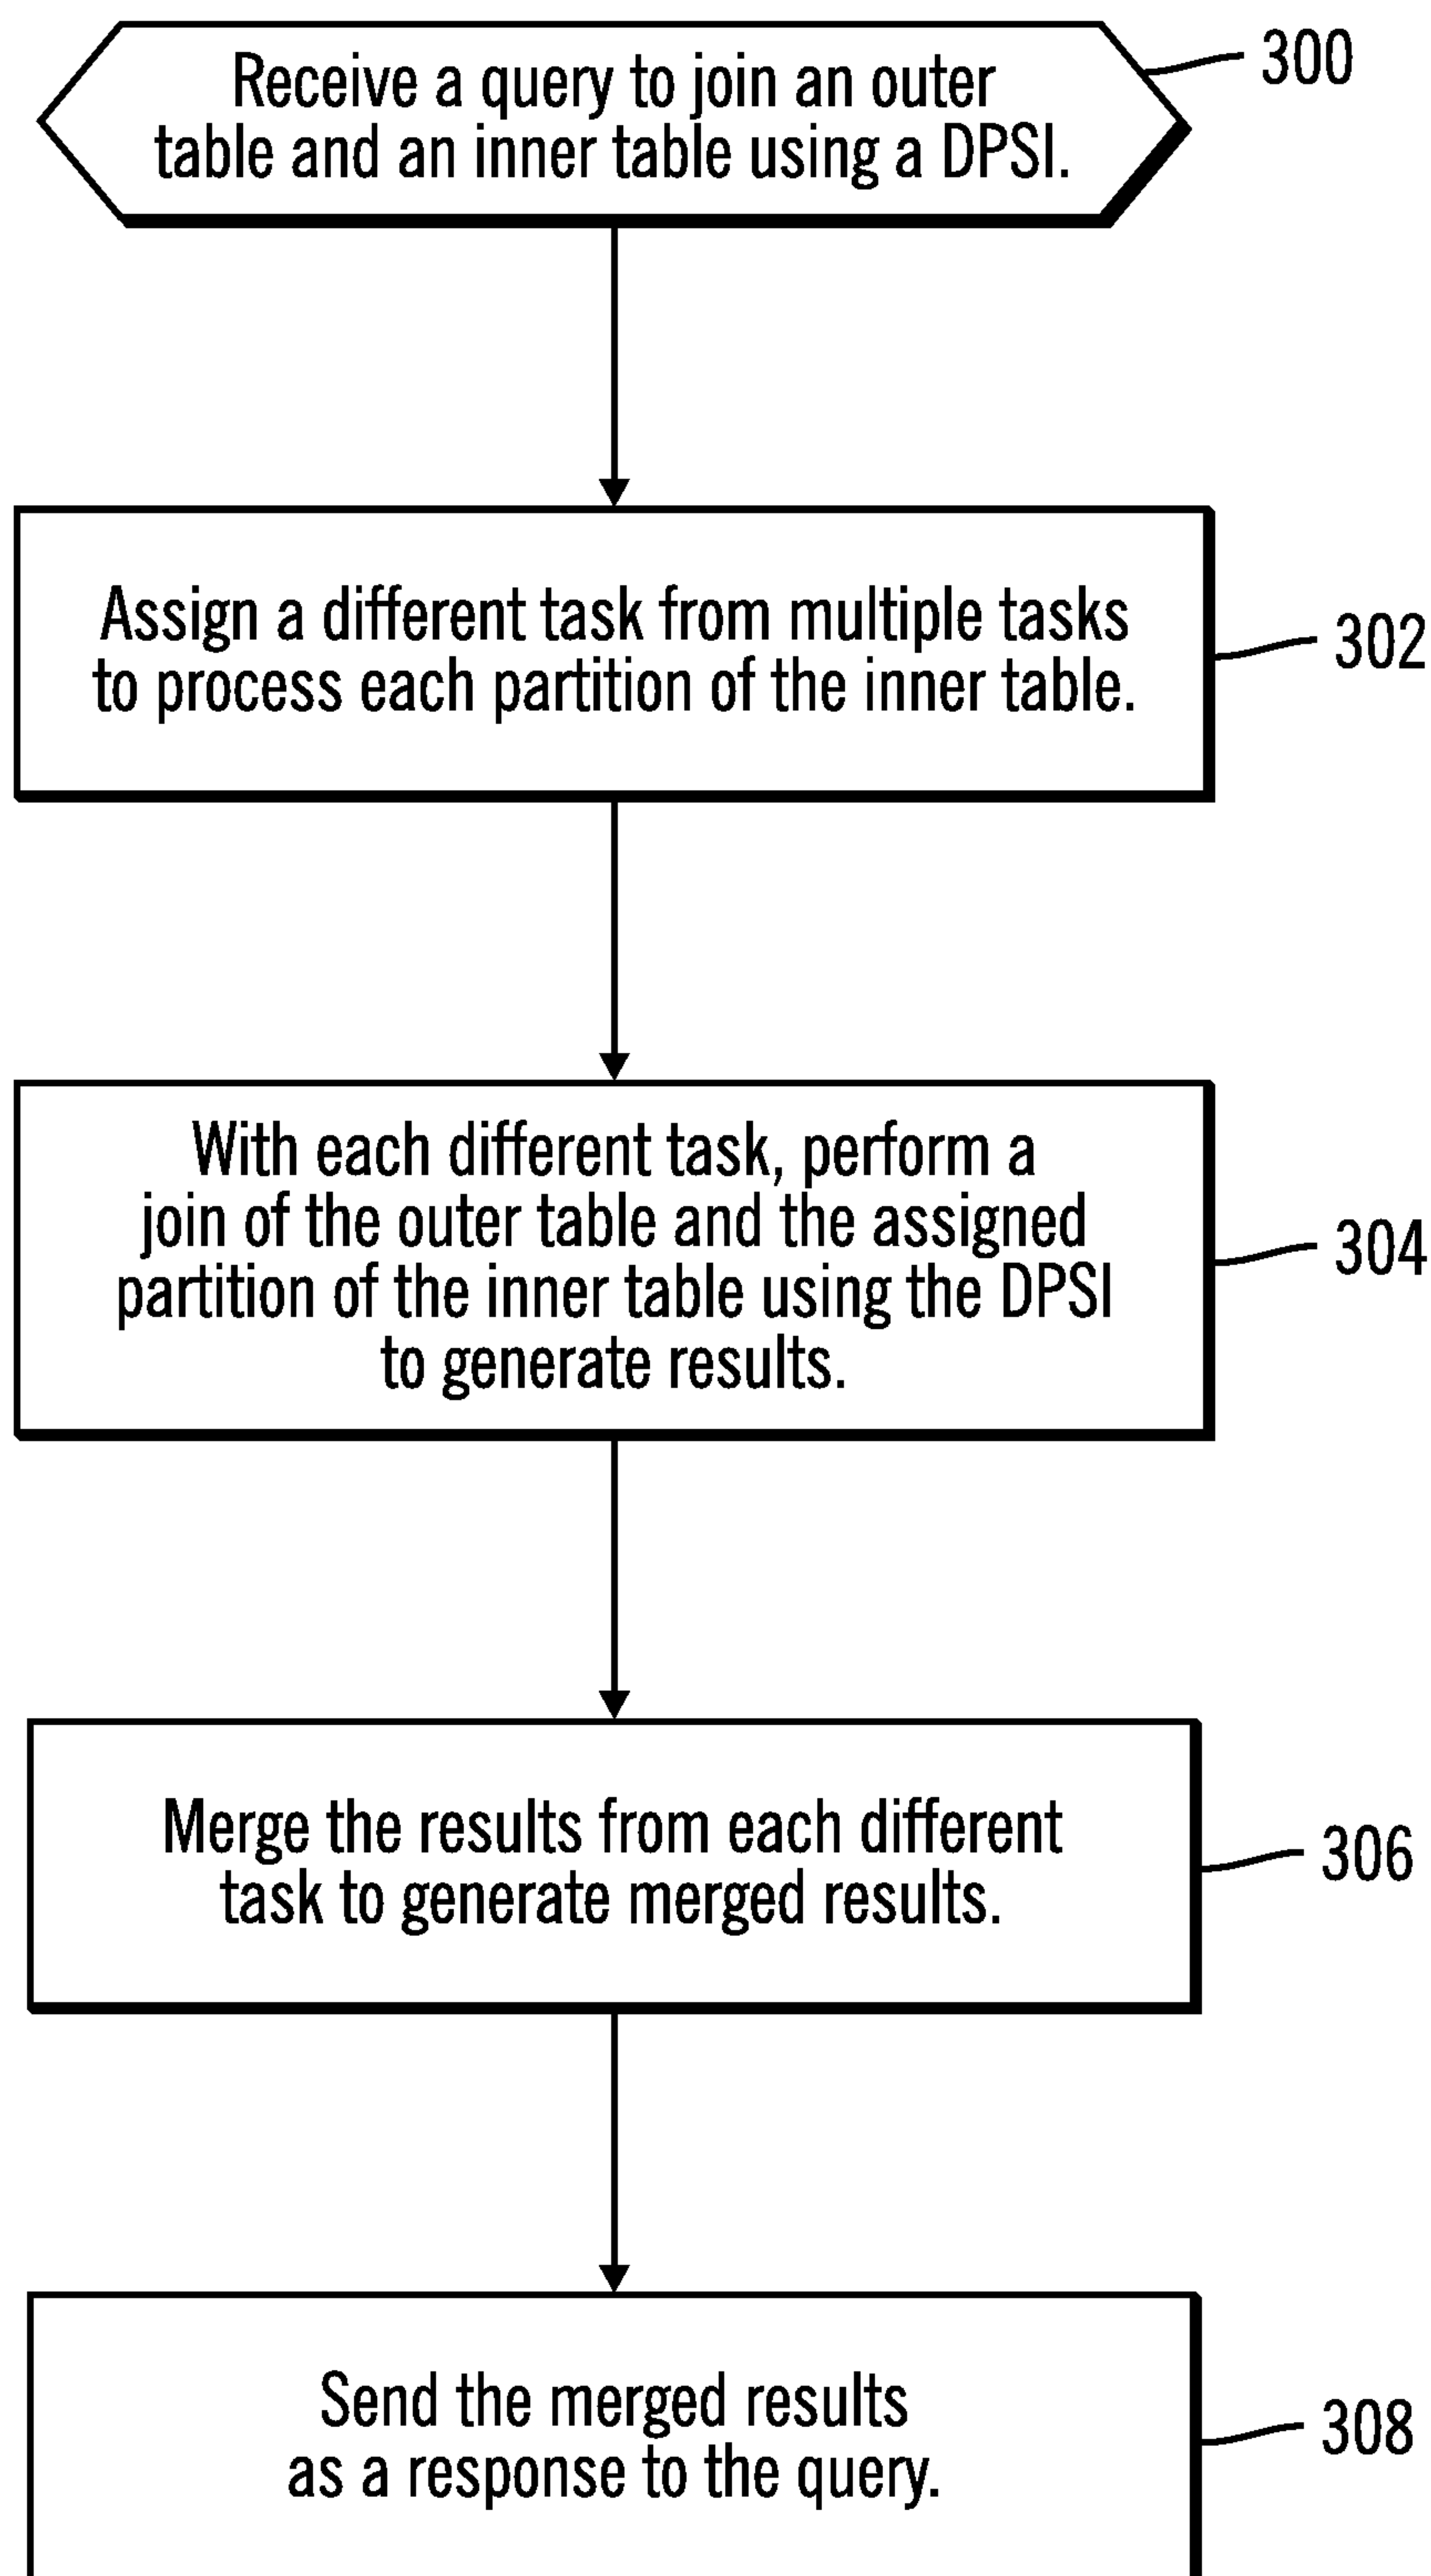 Receive a query to join an outer
table and an inner table using a DPSI.
300
Assign a different task from multiple tasks
to process each partition of the inner table.
302
With each different task, perform a
join of the outer table and the assigned
partition of the inner table using the DPSI
to generate results.
304
Merge the results from each different
task to generate merged results.
306
Send the merged results
as a response to the query.
308